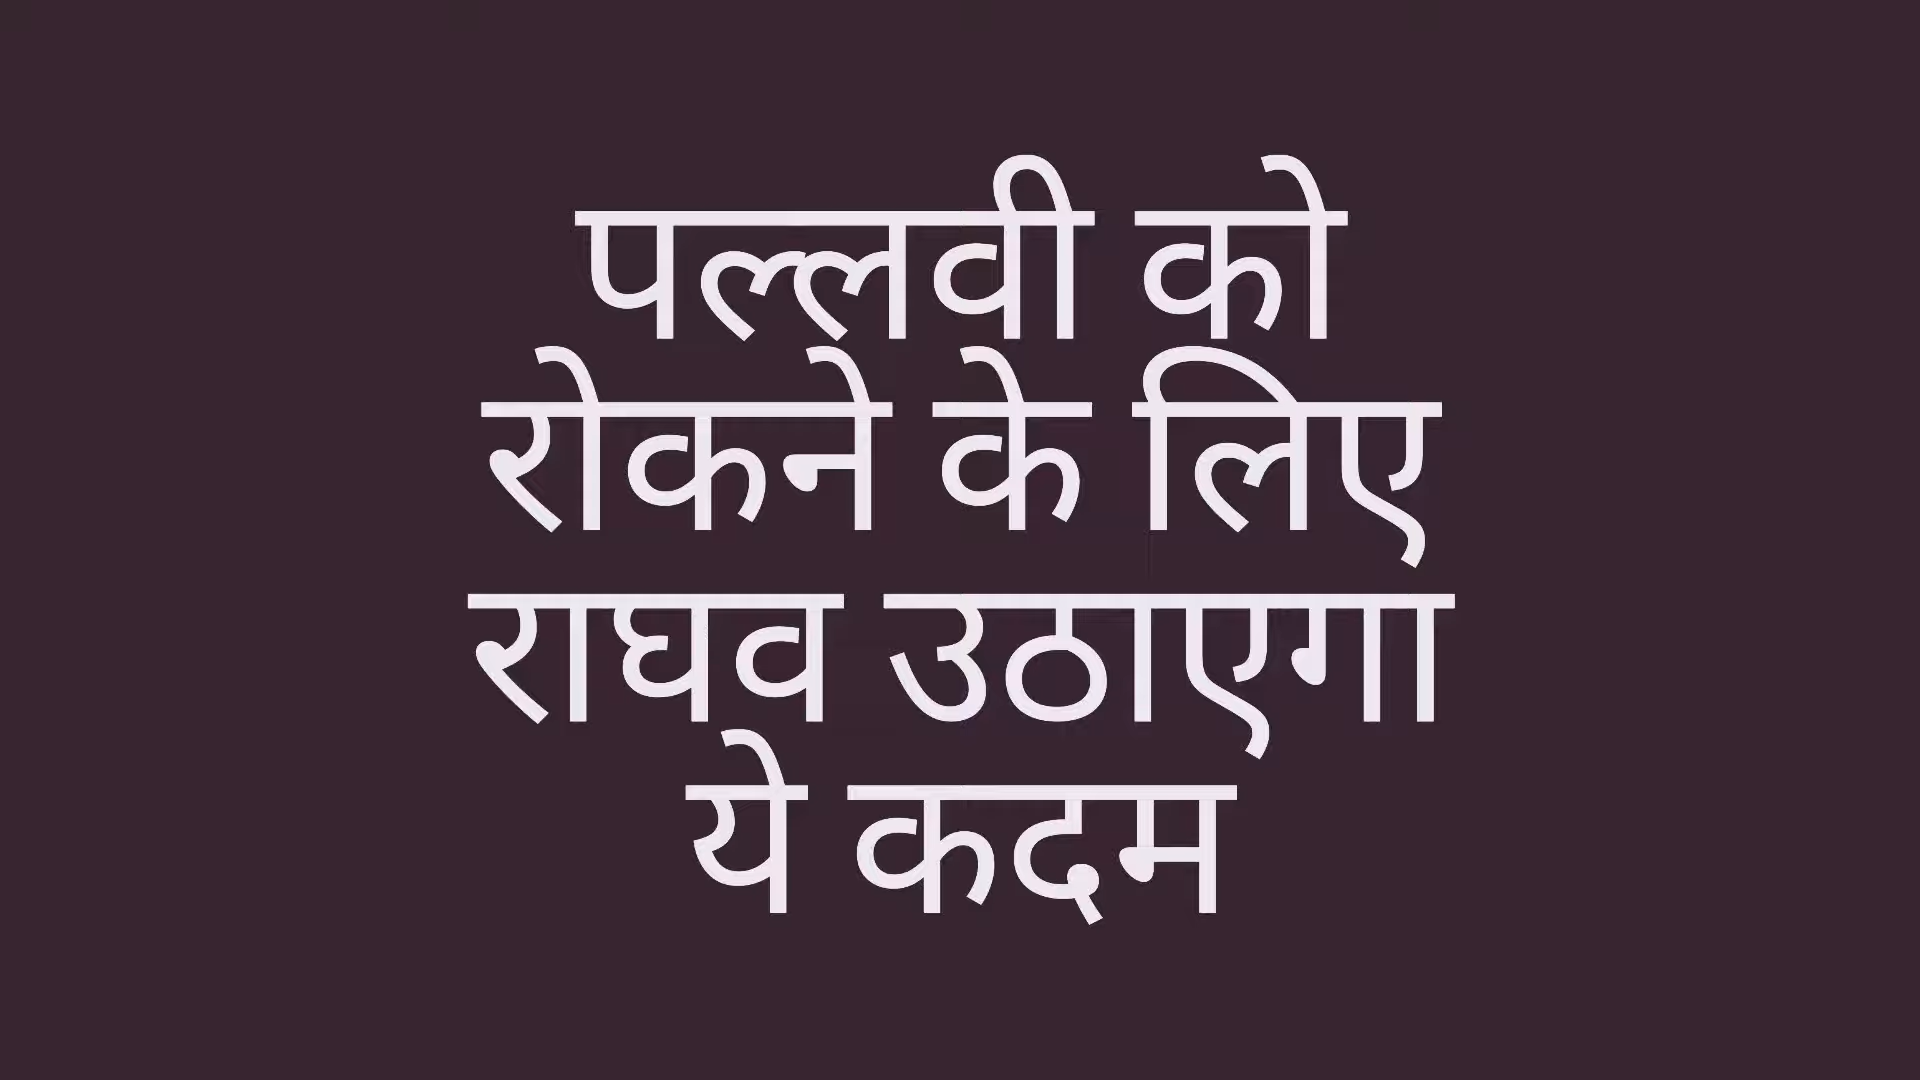 पल्लवी को
रोकने के लिए
राघव उठाएगा
ये कदम